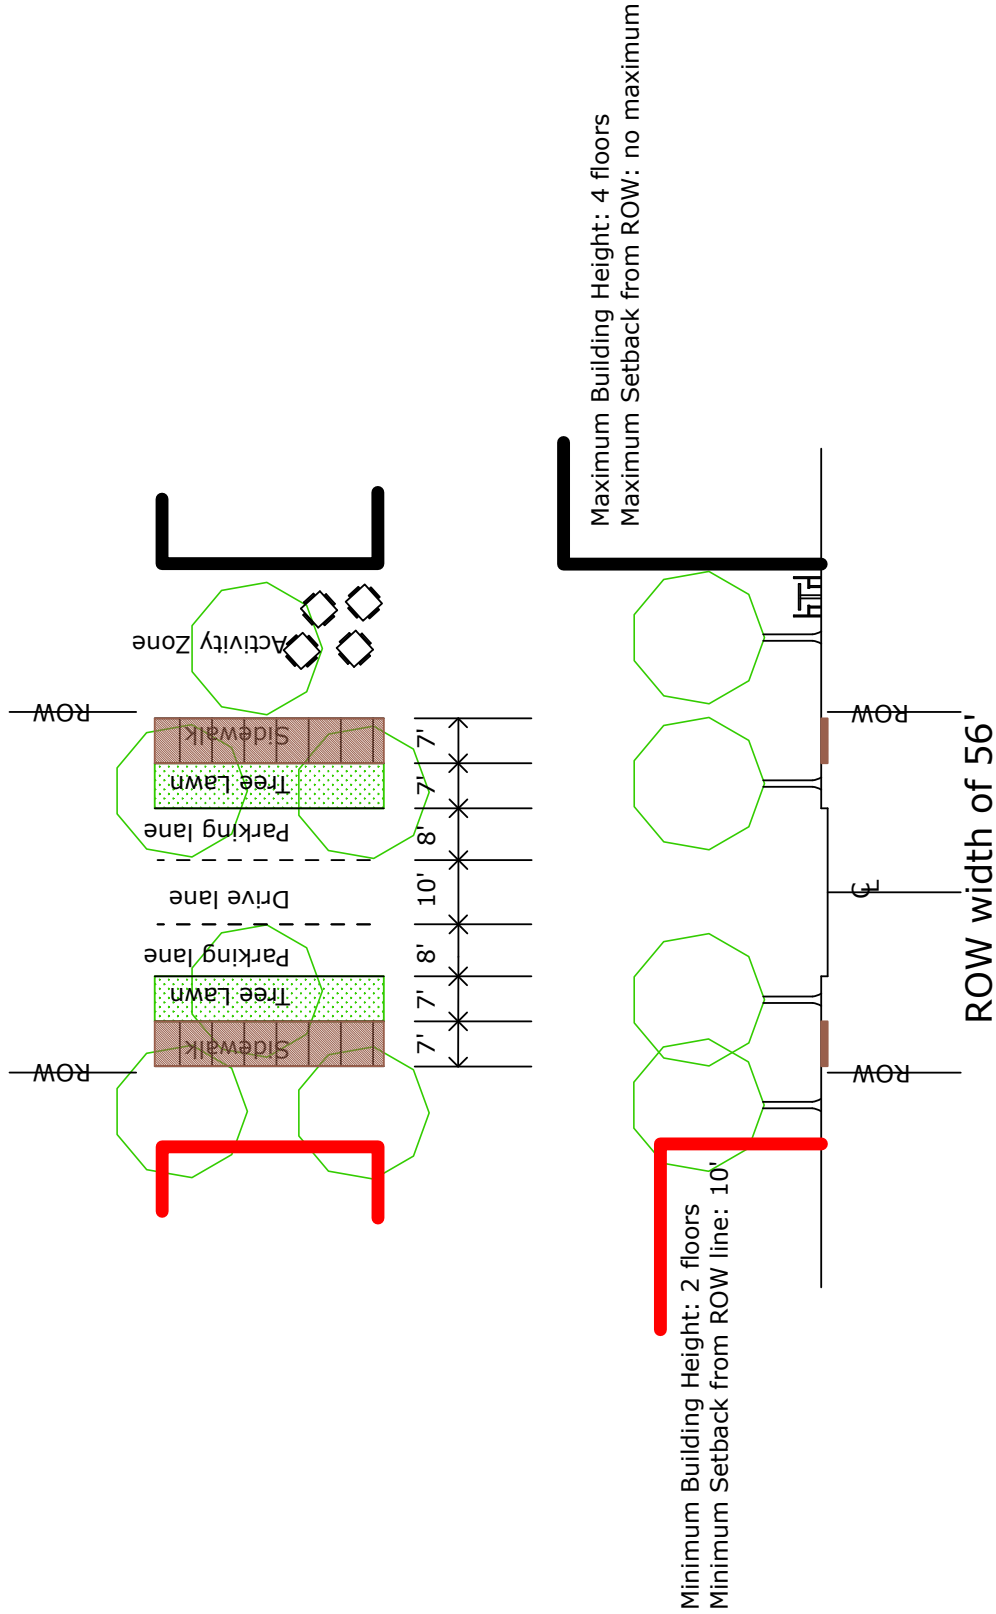 Maximum Building Height: 4 floors
Maximum Setback from ROW: no maximum
Activity Zone
ROW
ROW
Sidewalk
7'
Tree Lawn
7'
Parking lane
8'
Drive lane
10'
CL
Parking lane
8'
Tree Lawn
7'
Sidewalk
7'
ROW
ROW
ROW width of 56'
Minimum Building Height: 2 floors
Minimum Setback from ROW line: 10'